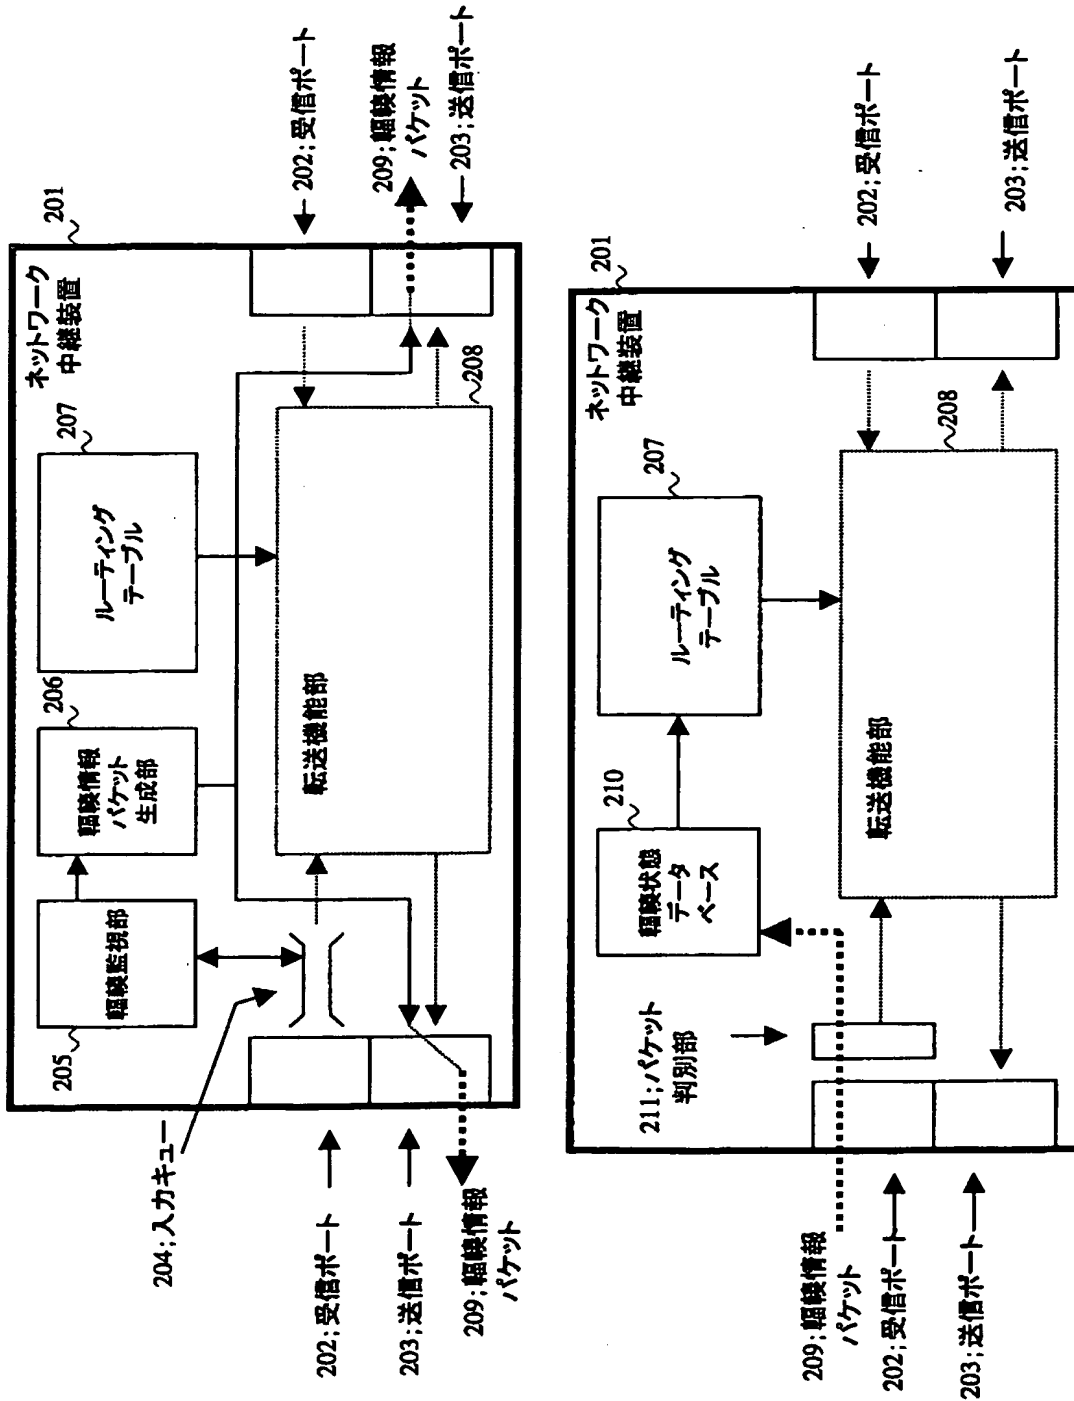 204;入力キュー
205
輻輳監視部
206
輻輳情報
パケット
生成部
207
ルーティング
テーブル
ネットワーク
中継装置
201
転送機能部
208
202;受信ポート
203;送信ポート
209;輻輳情報
パケット
202;受信ポート
209;輻輳情報
パケット
203;送信ポート
211;パケット
判別部
210
輻輳状態
データ
ベース
207
ルーティング
テーブル
ネットワーク
中継装置
201
転送機能部
208
209;輻輳情報
パケット
202;受信ポート
203;送信ポート
202;受信ポート
203;送信ポート